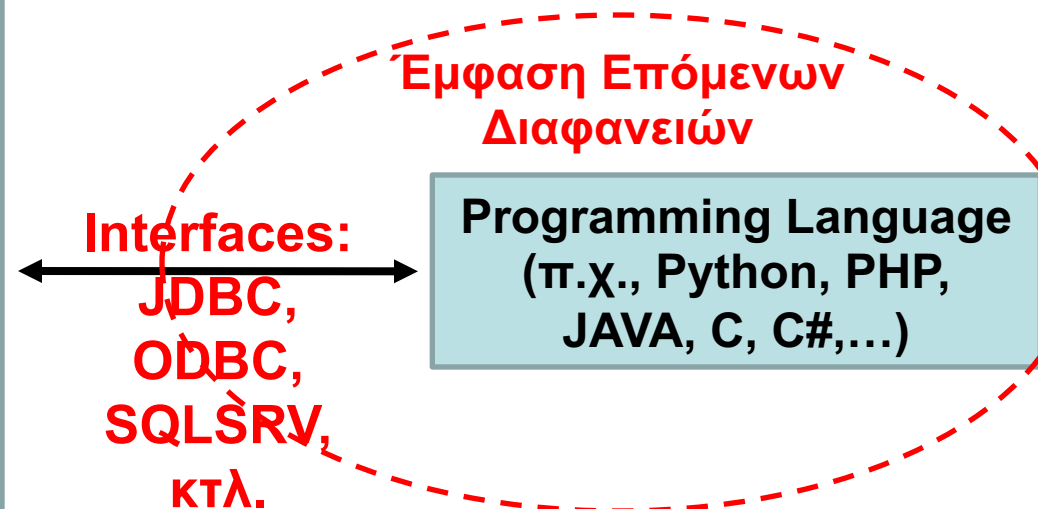 Έμφαση Επόμενων
Διαφανειών
Interfaces:
JDBC,
ODBC,
SQLSRV,
κτλ.
Programming Language
(π.χ., Python, PHP,
JAVA, C, C#,…)